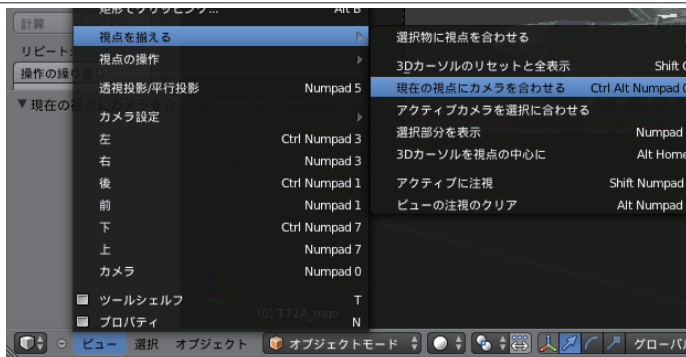 計算
リピート:
操作の繰り返し
現在の視点にカメラを合
矩形でクリッピング... Alt B
視点を揃える
視点の操作
透視投影/平行投影 Numpad 5
カメラ設定
左 Ctrl Numpad 3
右 Numpad 3
後 Ctrl Numpad 1
前 Numpad 1
下 Ctrl Numpad 7
上 Numpad 7
カメラ Numpad 0
ツールシェルフ T
プロパティ N
(0) T-72A_mqo
選択物に視点を合わせる
3Dカーソルのリセットと全表示 Shift C
現在の視点にカメラを合わせる Ctrl Alt Numpad 0
アクティブカメラを選択に合わせる
選択部分を表示 Numpad
3Dカーソルを視点の中心に Alt Home
アクティブに注視 Shift Numpad
ビューの注視のクリア Alt Numpad
ビュー 選択 オブジェクト オブジェクトモード グローバル